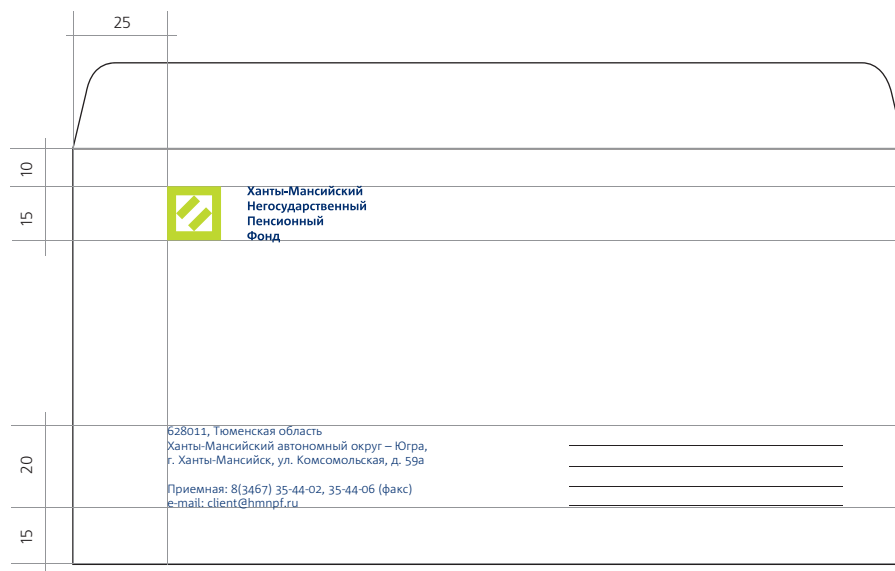 25
10
15
Ханты-Мансийский
Негосударственный
Пенсионный
Фонд
20
628011, Тюменская область
Ханты-Мансийский автономный округ – Югра,
г. Ханты-Мансийск, ул. Комсомольская, д. 59а
Приемная: 8(3467) 35-44-02, 35-44-06 (факс)
e-mail: client@hmnpf.ru
15